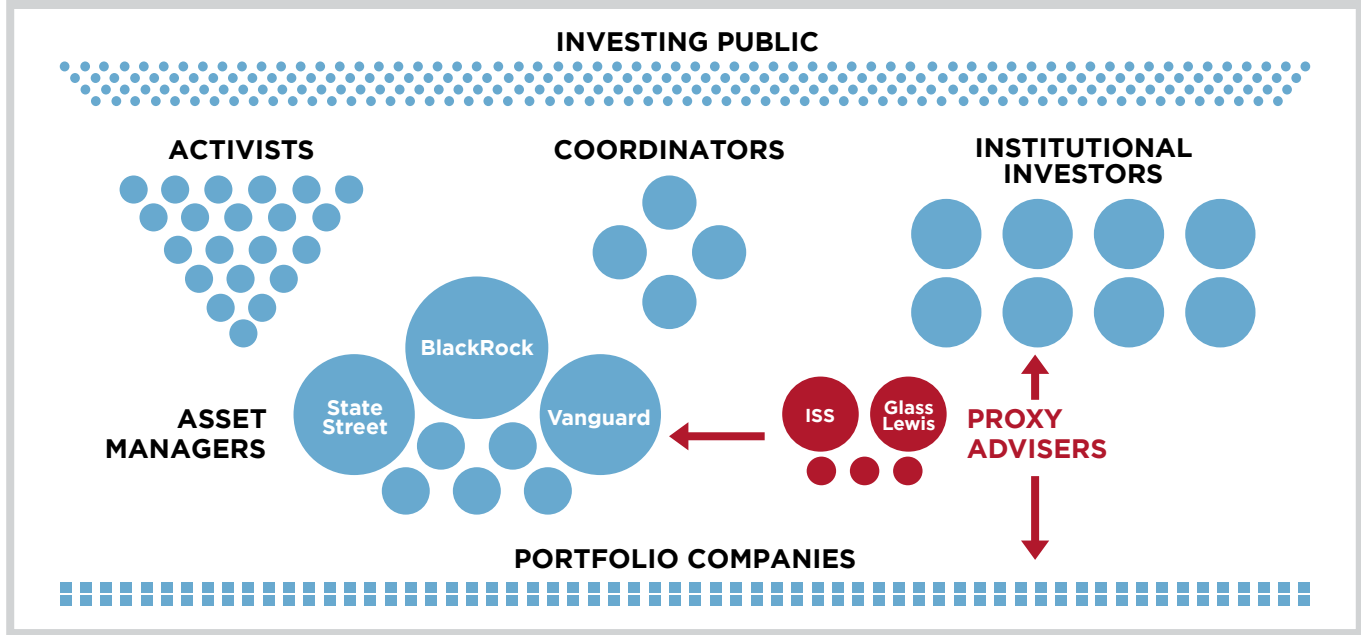 INVESTING PUBLIC
ACTIVISTS
COORDINATORS
INSTITUTIONAL
INVESTORS
BlackRock
State
Street
Vanguard
ASSET
MANAGERS
ISS
Glass
Lewis
PROXY
ADVISERS
PORTFOLIO COMPANIES